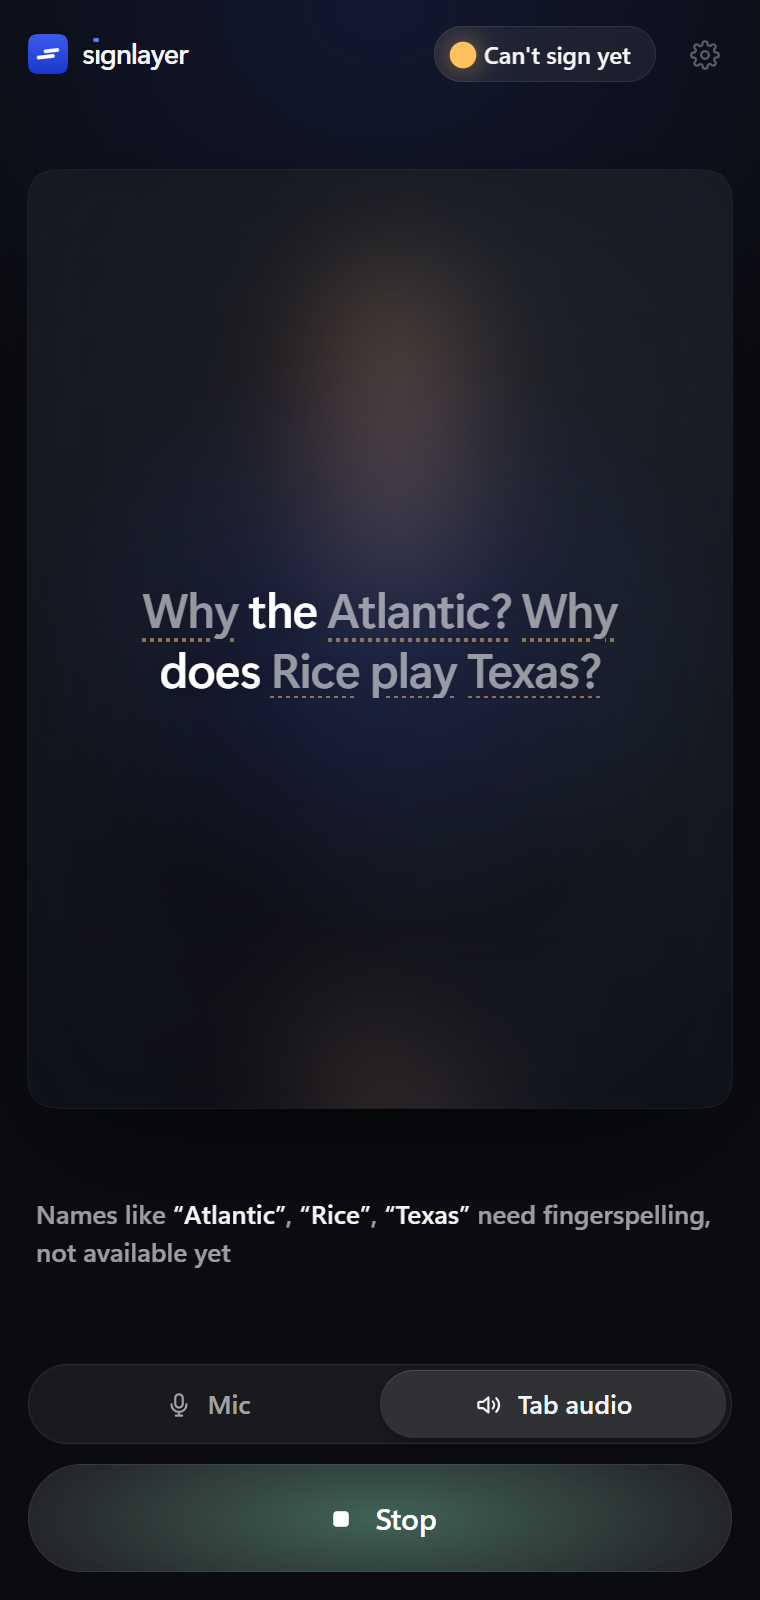 signlayer
Can't sign yet
Why the Atlantic? Why
does Rice play Texas?
Names like “Atlantic”, “Rice”, “Texas” need fingerspelling,
not available yet
Mic
Tab audio
Stop